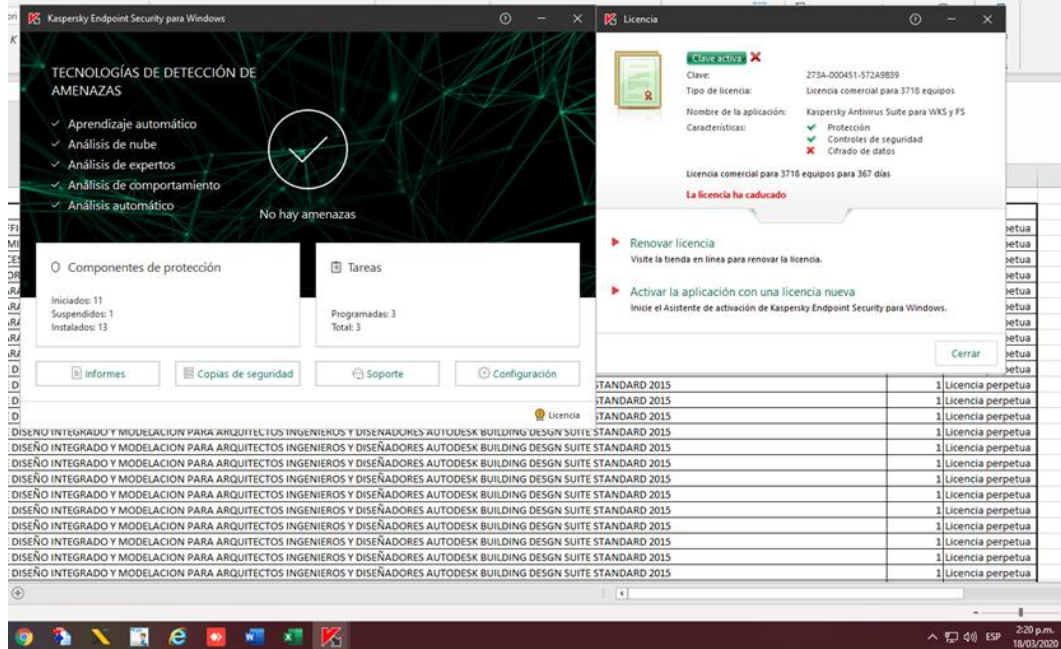 Kaspersky Endpoint Security para Windows
TECNOLOGÍAS DE DETECCIÓN DE
AMENAZAS
Aprendizaje automático
Análisis de nube
Análisis de expertos
Análisis de comportamiento
Análisis automático
No hay amenazas
Componentes de protección
Iniciados: 11
Suspendidos: 1
Instalados: 13
Tareas
Programadas: 3
Total: 3
Informes
Copias de seguridad
Soporte
Configuración
Licencia
Licencia
Clave activa
Clave: 273A-000451-572A9B39
Tipo de licencia: Licencia comercial para 3718 equipos
Nombre de la aplicación: Kaspersky Antivirus Suite para WKS y FS
Características: Protección
Controles de seguridad
Cifrado de datos
Licencia comercial para 3718 equipos para 367 días
La licencia ha caducado
Renovar licencia
Visite la tienda en línea para renovar la licencia.
Activar la aplicación con una licencia nueva
Inicie el Asistente de activación de Kaspersky Endpoint Security para Windows.
Cerrar
petua
petua
petua
petua
petua
petua
petua
petua
petua
petua
STANDARD 2015 1 Licencia perpetua
STANDARD 2015 1 Licencia perpetua
STANDARD 2015 1 Licencia perpetua
DISEÑO INTEGRADO Y MODELACION PARA ARQUITECTOS INGENIEROS Y DISEÑADORES AUTODESK BUILDING DESGN SUITE STANDARD 2015 1 Licencia perpetua
DISEÑO INTEGRADO Y MODELACION PARA ARQUITECTOS INGENIEROS Y DISEÑADORES AUTODESK BUILDING DESGN SUITE STANDARD 2015 1 Licencia perpetua
DISEÑO INTEGRADO Y MODELACION PARA ARQUITECTOS INGENIEROS Y DISEÑADORES AUTODESK BUILDING DESGN SUITE STANDARD 2015 1 Licencia perpetua
DISEÑO INTEGRADO Y MODELACION PARA ARQUITECTOS INGENIEROS Y DISEÑADORES AUTODESK BUILDING DESGN SUITE STANDARD 2015 1 Licencia perpetua
DISEÑO INTEGRADO Y MODELACION PARA ARQUITECTOS INGENIEROS Y DISEÑADORES AUTODESK BUILDING DESGN SUITE STANDARD 2015 1 Licencia perpetua
DISEÑO INTEGRADO Y MODELACION PARA ARQUITECTOS INGENIEROS Y DISEÑADORES AUTODESK BUILDING DESGN SUITE STANDARD 2015 1 Licencia perpetua
DISEÑO INTEGRADO Y MODELACION PARA ARQUITECTOS INGENIEROS Y DISEÑADORES AUTODESK BUILDING DESGN SUITE STANDARD 2015 1 Licencia perpetua
DISEÑO INTEGRADO Y MODELACION PARA ARQUITECTOS INGENIEROS Y DISEÑADORES AUTODESK BUILDING DESGN SUITE STANDARD 2015 1 Licencia perpetua
DISEÑO INTEGRADO Y MODELACION PARA ARQUITECTOS INGENIEROS Y DISEÑADORES AUTODESK BUILDING DESGN SUITE STANDARD 2015 1 Licencia perpetua
DISEÑO INTEGRADO Y MODELACION PARA ARQUITECTOS INGENIEROS Y DISEÑADORES AUTODESK BUILDING DESGN SUITE STANDARD 2015 1 Licencia perpetua
ESP
2:20 p.m.
18/03/2020